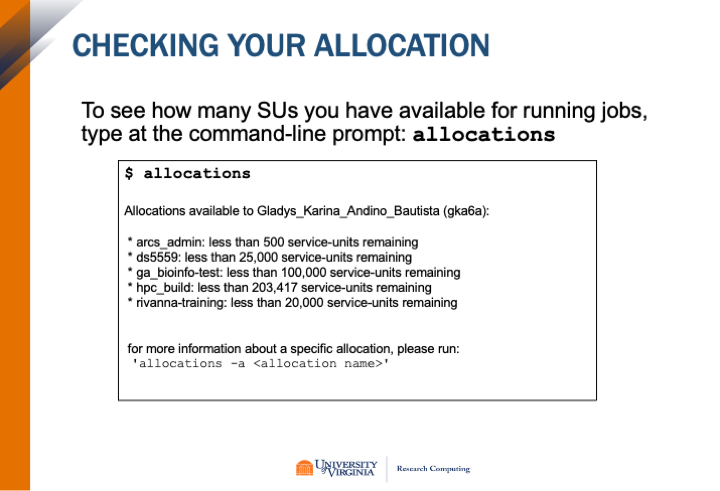 CHECKING YOUR ALLOCATION
To see how many SUs you have available for running jobs,
type at the command-line prompt: allocations
$ allocations
Allocations available to Gladys_Karina_Andino_Bautista (gka6a):
* arcs_admin: less than 500 service-units remaining
* ds5559: less than 25,000 service-units remaining
* ga_bioinfo-test: less than 100,000 service-units remaining
* hpc_build: less than 203,417 service-units remaining
* rivanna-training: less than 20,000 service-units remaining
for more information about a specific allocation, please run:
'allocations -a <allocation name>'
UNIVERSITY
of VIRGINIA
Research Computing